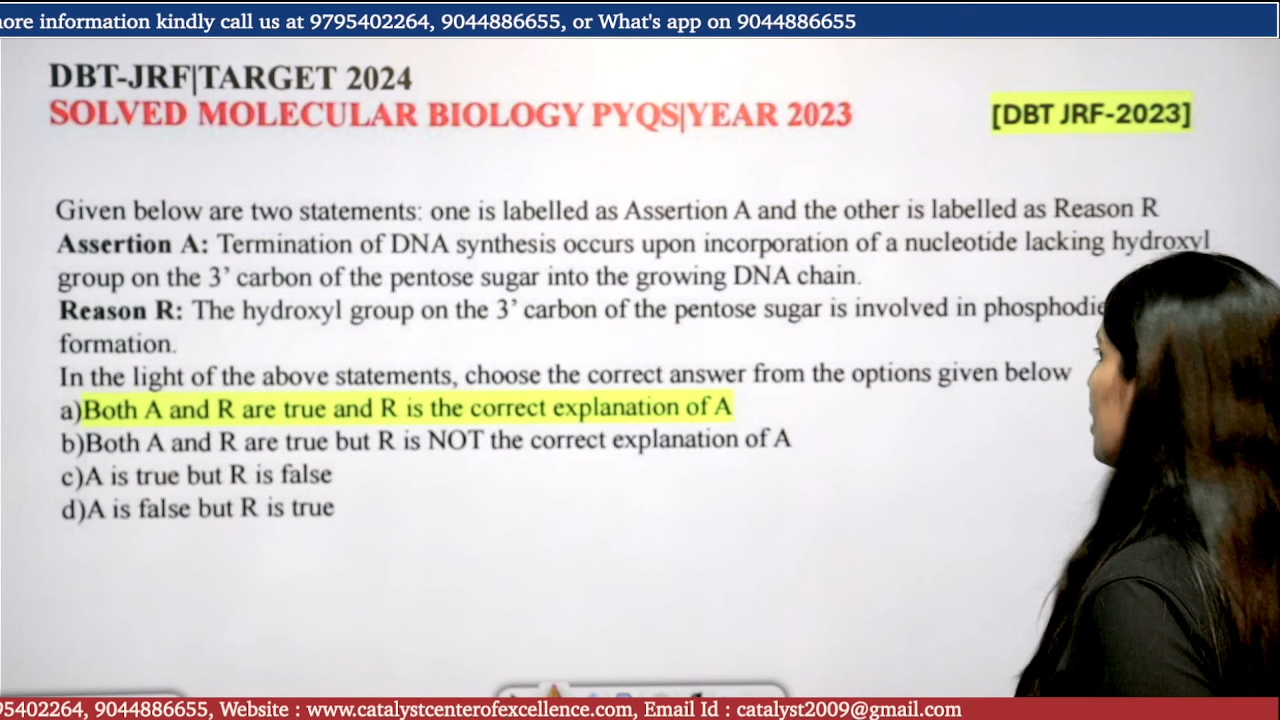 ore information kindly call us at 9795402264, 9044886655, or What's app on 9044886655
DBT-JRF|TARGET 2024
SOLVED MOLECULAR BIOLOGY PYQS|YEAR 2023
[DBT JRF-2023]
Given below are two statements: one is labelled as Assertion A and the other is labelled as Reason R
Assertion A: Termination of DNA synthesis occurs upon incorporation of a nucleotide lacking hydroxyl
group on the 3' carbon of the pentose sugar into the growing DNA chain.
Reason R: The hydroxyl group on the 3' carbon of the pentose sugar is involved in phosphodie
formation.
In the light of the above statements, choose the correct answer from the options given below
a)Both A and R are true and R is the correct explanation of A
b)Both A and R are true but R is NOT the correct explanation of A
c)A is true but R is false
d)A is false but R is true
95402264, 9044886655, Website : www.catalystcenterofexcellence.com, Email Id : catalyst2009@gmail.com